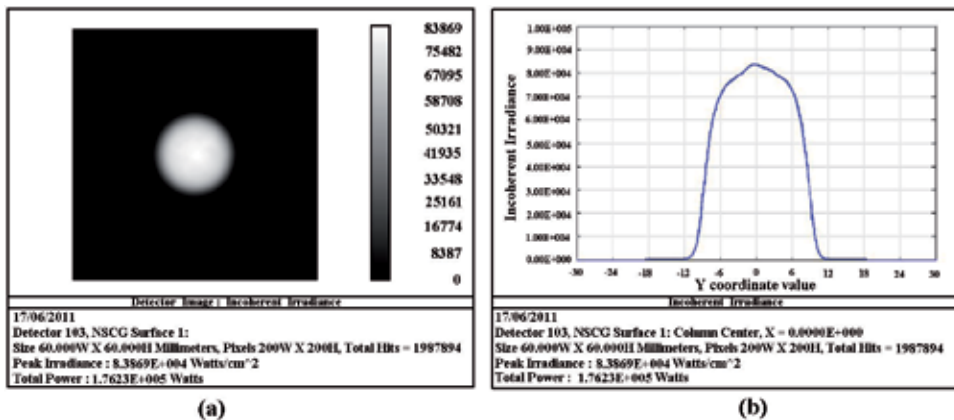 83869
75482
67095
58708
50321
41935
33548
25161
16774
8387
0
Detector Image : Incoherent Irradiance
17/06/2011
Detector 103, NSCG Surfsce 1:
Size 60.000W X 60.000H Millimeters, Pixels 200W X 200H, Total Hits = 1987894
Peak Irradiance : 8.3869E+004 Watts/cm^2
Total Power : 1.7623E+005 Watts
(a)
Incoherent Irradiance
1.00E+005
9.00E+004
8.00E+004
7.00E+004
6.00E+004
5.00E+004
4.00E+004
3.00E+004
2.00E+004
1.00E+004
0.00E+000
-30 -24 -18 -12 -6 0 6 12 18 24 30
Y coordinate value
Incoherent Irradiance
17/06/2011
Detector 103, NSCG Surface 1: Column Center, X = 0.0000E+000
Size 60.000W X 60.000H Millimeters, Pixels 200W X 200H, Total Hits = 1987894
Peak Irradiance : 8.3869E+004 Watts/cm^2
Total Power : 1.7623E+005 Watts
(b)